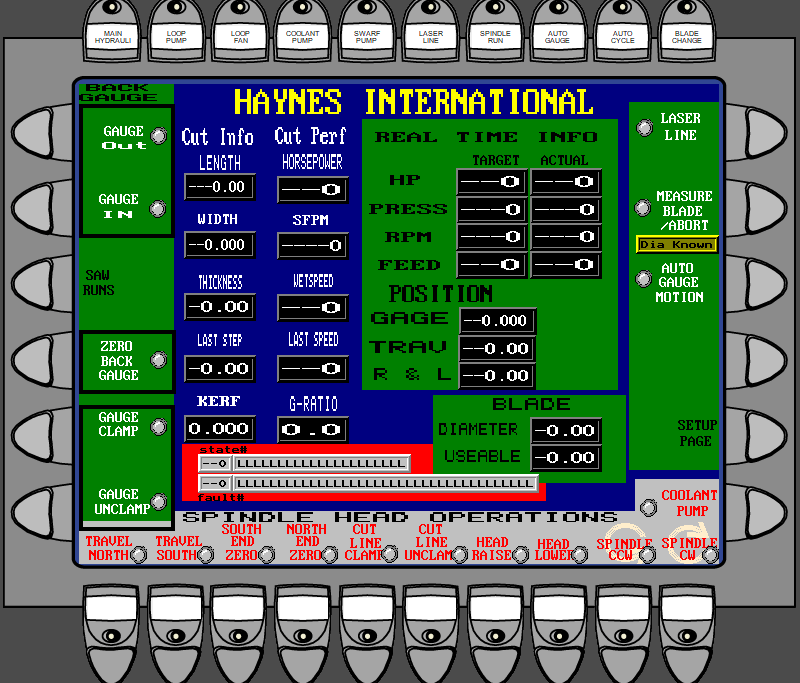 MAIN
HYDRAULI
LOOP
PUMP
LOOP
FAN
COOLANT
PUMP
SWARF
PUMP
LASER
LINE
SPINDLE
RUN
AUTO
GAUGE
AUTO
CYCLE
BLADE
CHANGE
BACK
GAUGE
HAYNES INTERNATIONAL
GAUGE
Out
GAUGE
IN
SAW
RUNS
ZERO
BACK
GAUGE
GAUGE
CLAMP
GAUGE
UNCLAMP
Cut Info
LENGTH
---0.00
WIDTH
--0.000
THICKNESS
-0.00
LAST STEP
-0.00
KERF
0.000
Cut Perf
HORSEPOWER
---0
SFPM
----0
WETSPEED
---0
LAST SPEED
---0
G-RATIO
0.0
REAL TIME INFO
TARGET ACTUAL
HP ---0 ---0
PRESS ---0 ---0
RPM ---0 ---0
FEED ---0 ---0
POSITION
GAGE --0.000
TRAV --0.00
R & L --0.00
BLADE
DIAMETER -0.00
USEABLE -0.00
LASER
LINE
MEASURE
BLADE
/ABORT
Dia Known
AUTO
GAUGE
MOTION
SETUP
PAGE
COOLANT
PUMP
state#
--0 LLLLLLLLLLLLLLLLLLLL
--0 LLLLLLLLLLLLLLLLLLLLLLLLLLLLLL
fault#
SPINDLE HEAD OPERATIONS
TRAVEL
NORTH
TRAVEL
SOUTH
SOUTH
END
ZERO
NORTH
END
ZERO
CUT
LINE
CLAMP
CUT
LINE
UNCLAM
HEAD
RAISE
HEAD
LOWER
SPINDLE
CCW
SPINDLE
CW